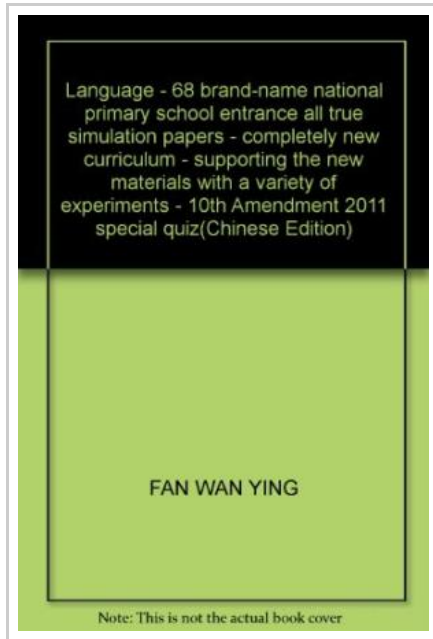 Language - 68 brand-name national
primary school entrance all true
simulation papers - completely new
curriculum - supporting the new
materials with a variety of
experiments - 10th Amendment 2011
special quiz(Chinese Edition)
FAN WAN YING
Note: This is not the actual book cover